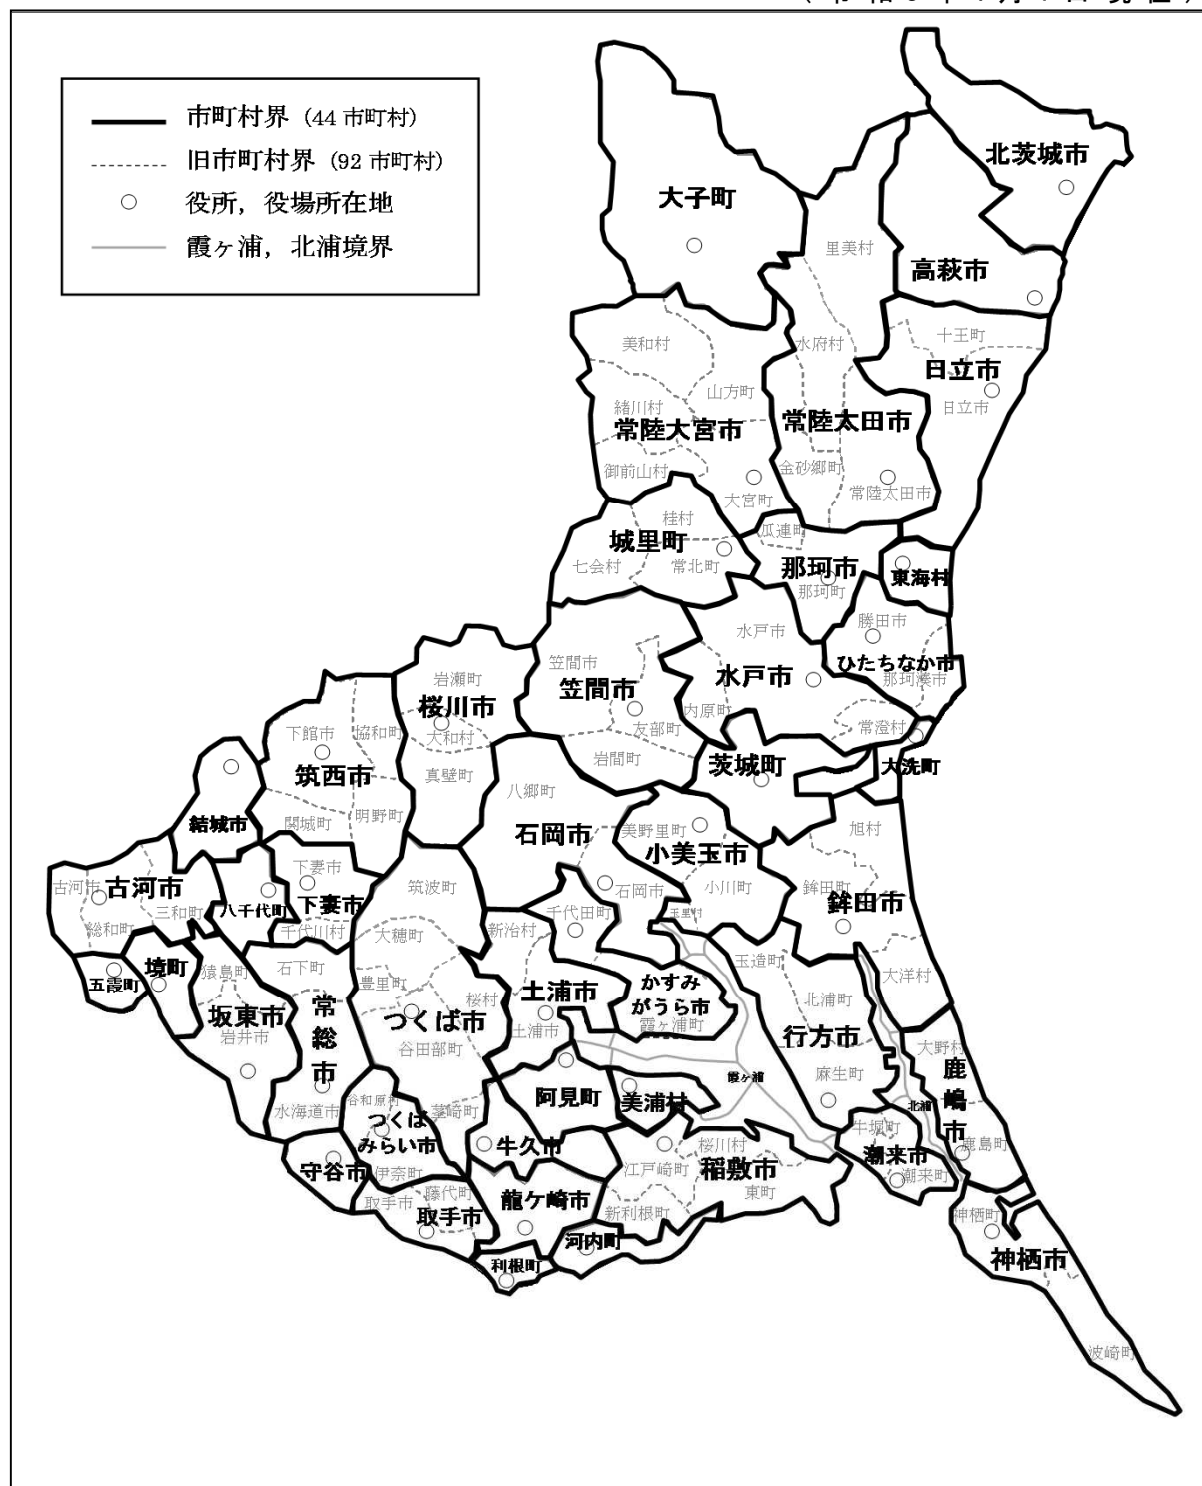 市町村界（44 市町村）
旧市町村界（92 市町村）
役所，役場所在地
霞ヶ浦，北浦境界
北茨城市
大子町
里美村
高萩市
十王町
美和村
水府村
日立市
山方町
緒川村
日立市
常陸大宮市
常陸太田市
御前山村
金砂郷町
大宮町
常陸太田市
桂村
瓜連町
城里町
七会村
常北町
那珂市
東海村
那珂町
勝田市
水戸市
笠間市
ひたちなか市
岩瀬町
水戸市
那珂湊市
笠間市
桜川市
内原町
友部町
常澄村
下館市
協和町
大和村
岩間町
茨城町
大洗町
筑西市
真壁町
八郷町
関城町
明野町
結城市
石岡市
美野里町
旭村
小美玉市
下妻市
古河市
古河市
筑波町
石岡市
小川町
鉾田町
鉾田市
三和町
八千代町
下妻市
千代田町
玉里村
総和町
千代川村
大穂町
新治村
境町
猿島町
石下町
玉造町
大洋村
五霞町
豊里町
桜村
土浦市
かすみ
がうら市
北浦町
坂東市
常総市
つくば市
土浦市
霞ヶ浦町
行方市
岩井市
谷田部町
大野村
霞ヶ浦
麻生町
鹿嶋市
水海道市
谷和原村
茎崎町
阿見町
美浦村
北浦
つくば
みらい市
牛久市
桜川村
牛堀町
鹿島町
守谷市
伊奈町
江戸崎町
稲敷市
潮来市
潮来町
取手市
藤代町
龍ケ崎市
東町
取手市
新利根町
神栖町
河内町
神栖市
利根町
波崎町